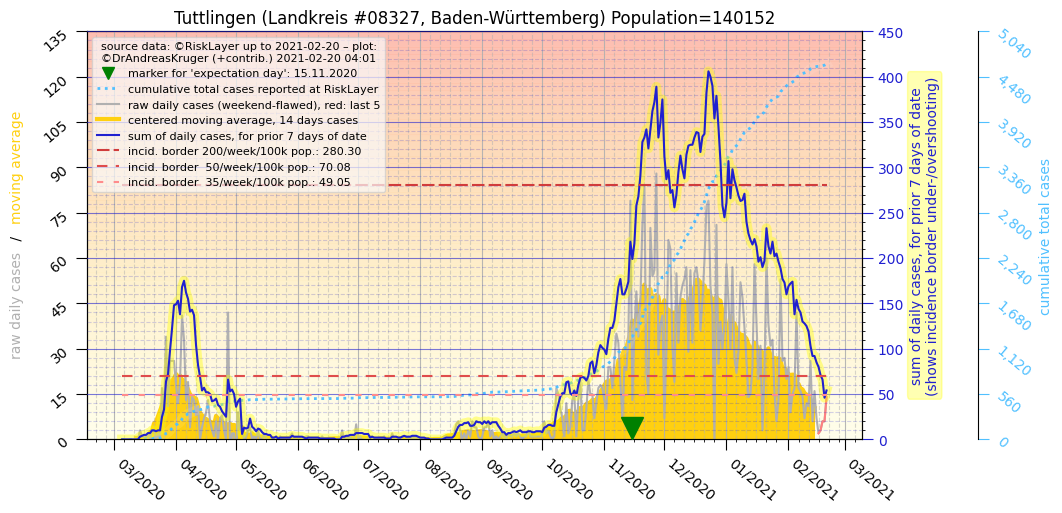 Tuttlingen (Landkreis #08327, Baden-Württemberg) Population=140152
source data: ©RiskLayer up to 2021-02-20 – plot:
©DrAndreasKruger (+contrib.) 2021-02-20 04:01
marker for 'expectation day': 15.11.2020
cumulative total cases reported at RiskLayer
raw daily cases (weekend-flawed), red: last 5
centered moving average, 14 days cases
sum of daily cases, for prior 7 days of date
incid. border 200/week/100k pop.: 280.30
incid. border  50/week/100k pop.: 70.08
incid. border  35/week/100k pop.: 49.05
raw daily cases / moving average
135
120
105
90
75
60
45
30
15
0
03/2020
04/2020
05/2020
06/2020
07/2020
08/2020
09/2020
10/2020
11/2020
12/2020
01/2021
02/2021
03/2021
450
400
350
300
250
200
150
100
50
0
sum of daily cases, for prior 7 days of date
(shows incidence border under-/overshooting)
5,040
4,480
3,920
3,360
2,800
2,240
1,680
1,120
560
0
cumulative total cases